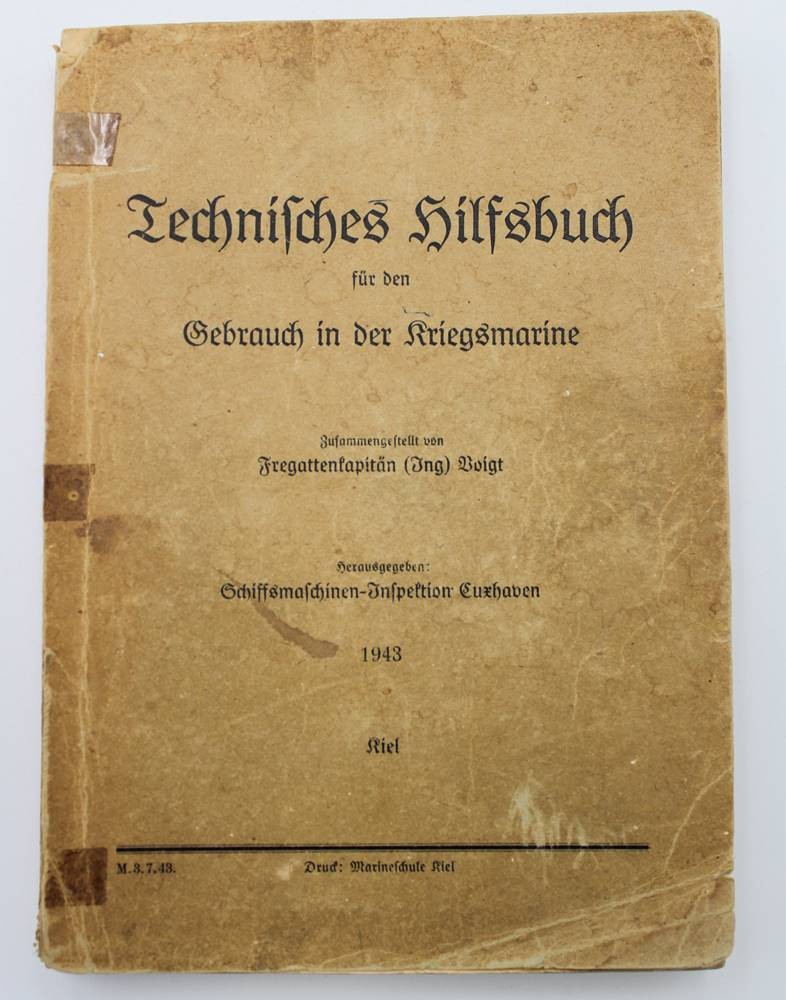 Techniſches Hilfsbuch
für den
Gebrauch in der Kriegsmarine
Zuſammengeſtellt von
Fregattenkapitän (Ing) Voigt
Herausgegeben:
Schiffsmaſchinen-Inſpektion Cuxhaven
1943
Kiel
M.3.7.43.
Druck: Marineſchule Kiel